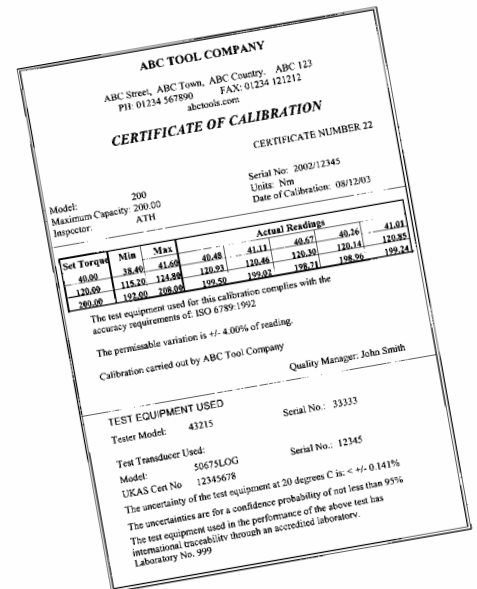 ABC TOOL COMPANY
ABC Street, ABC Town, ABC Country. ABC 123
PH: 01234 567890 FAX: 01234 121212
abctools.com
CERTIFICATE OF CALIBRATION
CERTIFICATE NUMBER 22
Serial No: 2002/12345
Model: 200 Units: Nm
Maximum Capacity: 200.00 Date of Calibration: 08/12/03
Inspector: ATH
Set Torque Min Max Actual Readings
40.00 38.40 41.60 40.48 41.11 40.67 40.26 41.01
120.00 115.20 124.80 120.93 120.46 120.30 120.14 120.85
200.00 192.00 208.00 199.50 199.02 198.71 198.96 199.24
The test equipment used for this calibration complies with the
accuracy requirements of: ISO 6789:1992
The permissable variation is +/- 4.00% of reading.
Calibration carried out by ABC Tool Company
Quality Manager: John Smith
TEST EQUIPMENT USED
Tester Model: 43215 Serial No.: 33333
Test Transducer Used:
Model: 50675LOG Serial No.: 12345
UKAS Cert No 12345678
The uncertainty of the test equipment at 20 degrees C is: < +/- 0.141%
The uncertainties are for a confidence probability of not less than 95%
The test equipment used in the performance of the above test has
international traceability through an accredited laboratory.
Laboratory No. 999